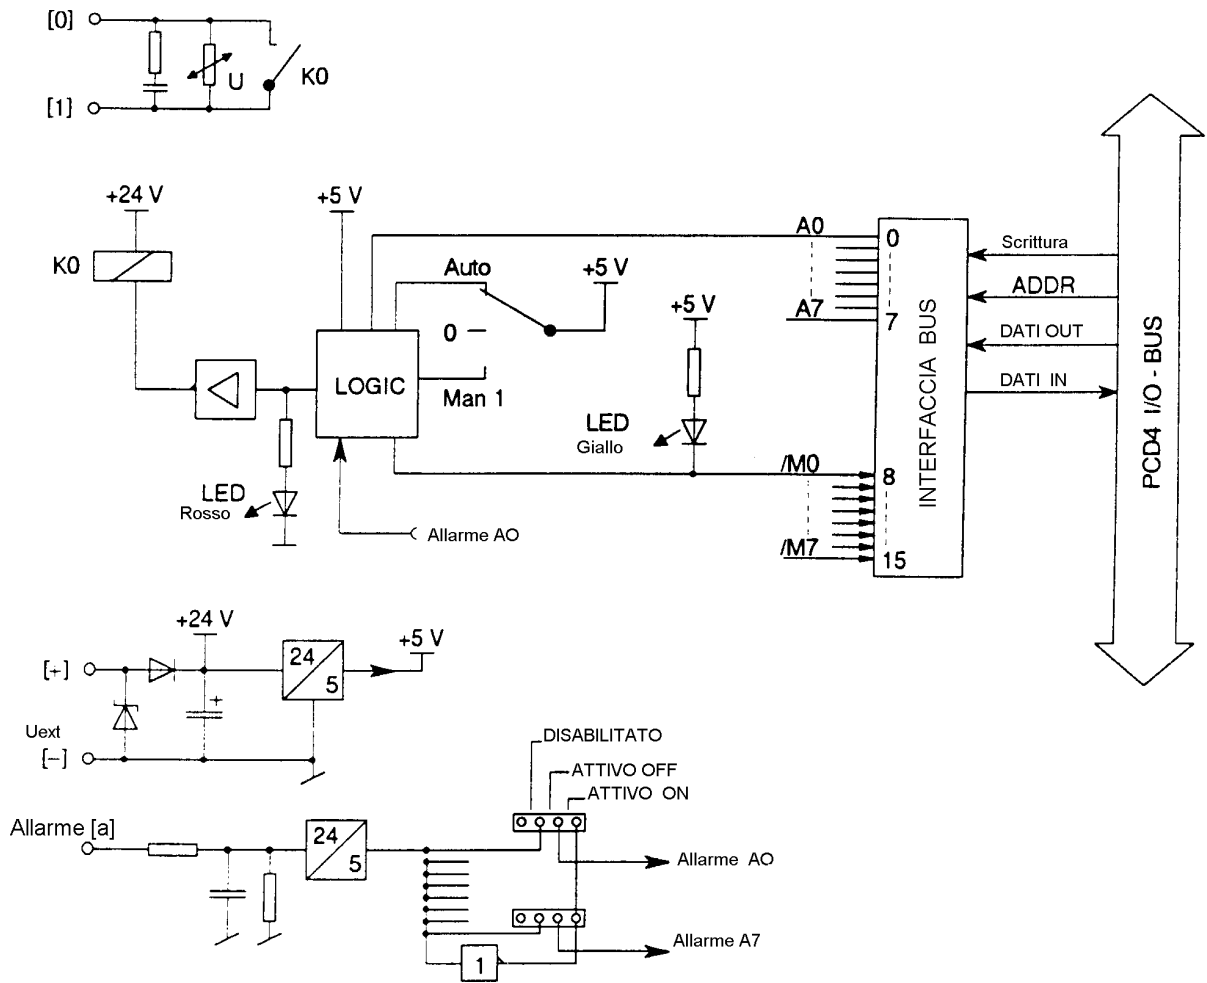 [0]
U
K0
[1]
+24 V
+5 V
K0
A0
0
Scrittura
Auto
+5 V
ADDR
+5 V
A7
7
0
DATI OUT
LOGIC
DATI IN
Man 1
LED
Giallo
INTERFACCIA BUS
PCD4 I/O - BUS
/M0
8
LED
Rosso
Allarme AO
/M7
15
+24 V
+5 V
[+]
24
5
+
Uext
[−]
DISABILITATO
ATTIVO OFF
ATTIVO ON
Allarme [a]
24
5
Allarme AO
Allarme A7
1